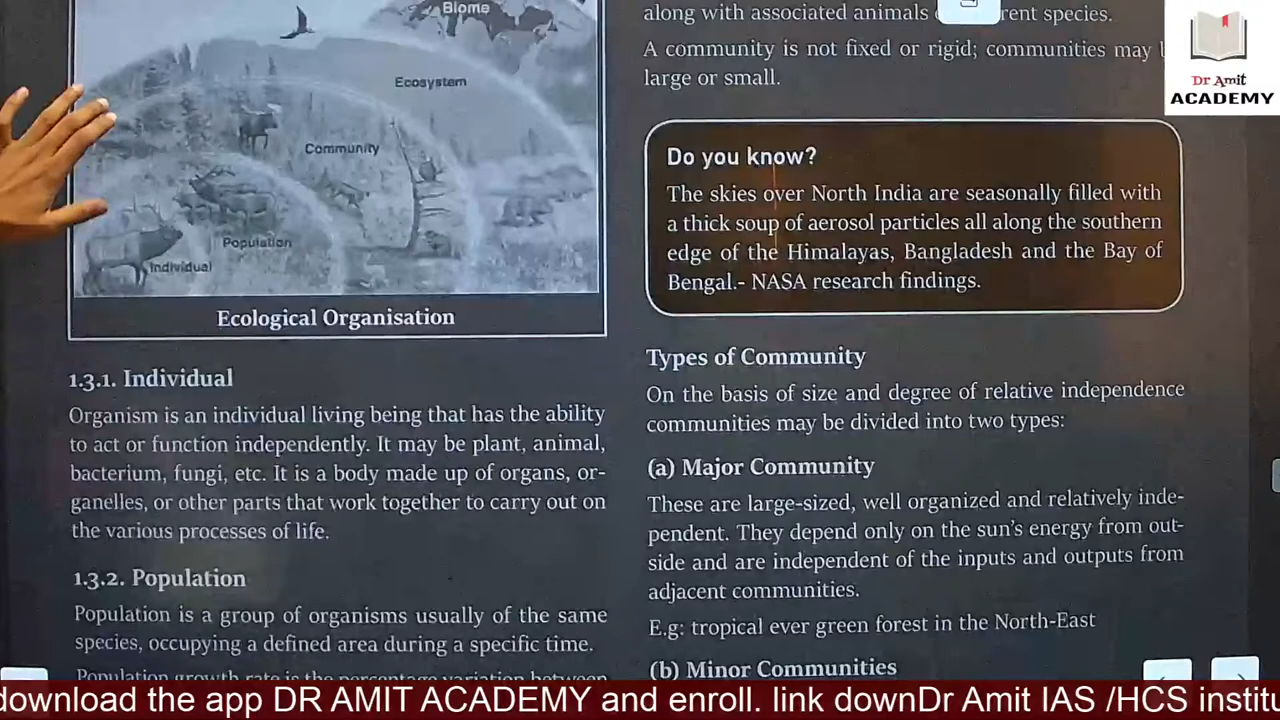 Biome
Ecosystem
Community
Population
Individual
Ecological Organisation
1.3.1. Individual
Organism is an individual living being that has the ability
to act or function independently. It may be plant, animal,
bacterium, fungi, etc. It is a body made up of organs, or-
ganelles, or other parts that work together to carry out on
the various processes of life.
1.3.2. Population
Population is a group of organisms usually of the same
species, occupying a defined area during a specific time.
Population growth rate is the percentage variation between
along with associated animals rent species.
A community is not fixed or rigid; communities may b
large or small.
Do you know?
The skies over North India are seasonally filled with
a thick soup of aerosol particles all along the southern
edge of the Himalayas, Bangladesh and the Bay of
Bengal.- NASA research findings.
Types of Community
On the basis of size and degree of relative independence
communities may be divided into two types:
(a) Major Community
These are large-sized, well organized and relatively inde-
pendent. They depend only on the sun's energy from out-
side and are independent of the inputs and outputs from
adjacent communities.
E.g: tropical ever green forest in the North-East
(b) Minor Communities
Dr Amit
ACADEMY
download the app DR AMIT ACADEMY and enroll. link downDr Amit IAS /HCS institu